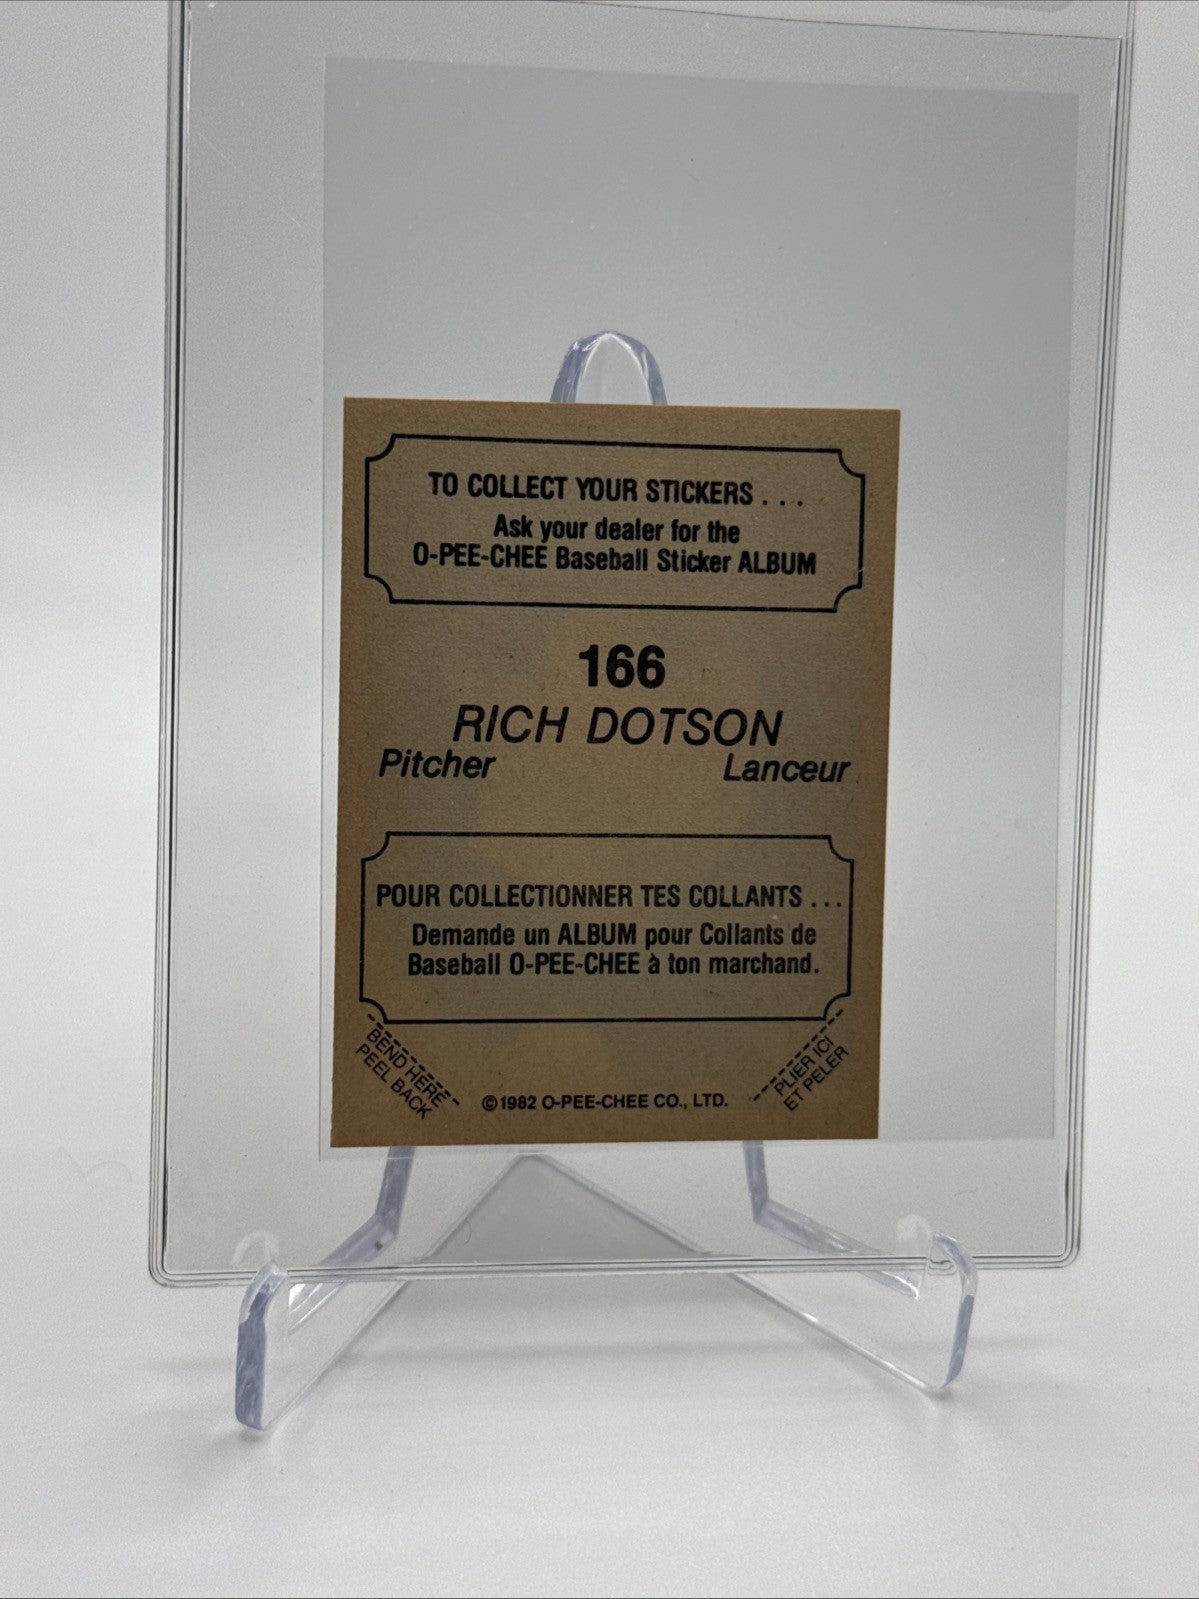 TO COLLECT YOUR STICKERS . . .
Ask your dealer for the
O-PEE-CHEE Baseball Sticker ALBUM
166
RICH DOTSON
Pitcher Lanceur
POUR COLLECTIONNER TES COLLANTS . . .
Demande un ALBUM pour Collants de
Baseball O-PEE-CHEE à ton marchand.
BEND HERE
PEEL BACK
©1982 O-PEE-CHEE CO., LTD.
PLIER ICI
ET PELER